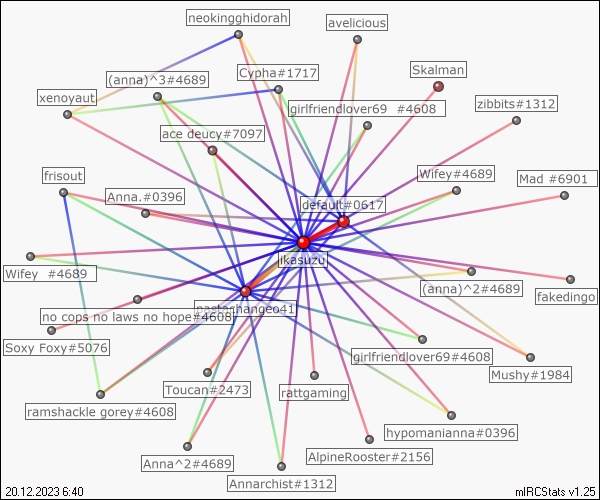 neokingghidorah
avelicious
(anna)^3#4689
Cypha#1717
Skalman
xenoyaut
girlfriendlover69 #4608
zibbits#1312
ace deucy#7097
frisout
Wifey#4689
Mad #6901
Anna.#0396
default#0617
ikasuzu
Wifey #4689
(anna)^2#4689
fakedingo
no cops no laws no hope#4608
Soxy Foxy#5076
girlfriendlover69#4608
Mushy#1984
Toucan#2473
rattgaming
ramshackle gorey#4608
hypomanianna#0396
Anna^2#4689
AlpineRooster#2156
Annarchist#1312
20.12.2023 6:40
mIRCStats v1.25